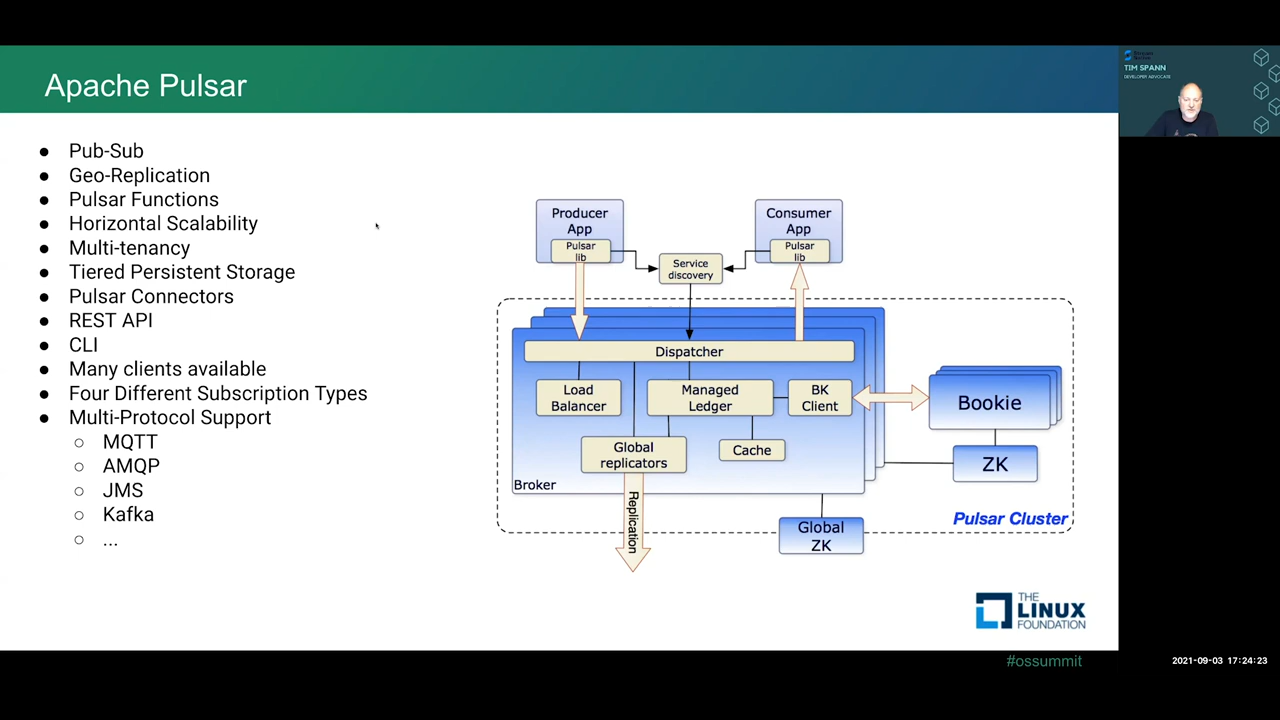 Apache Pulsar
● Pub-Sub
● Geo-Replication
● Pulsar Functions
● Horizontal Scalability
● Multi-tenancy
● Tiered Persistent Storage
● Pulsar Connectors
● REST API
● CLI
● Many clients available
● Four Different Subscription Types
● Multi-Protocol Support
○ MQTT
○ AMQP
○ JMS
○ Kafka
○ ...
Producer
App
Pulsar
lib
Consumer
App
Pulsar
lib
Service
discovery
Dispatcher
Load
Balancer
Managed
Ledger
BK
Client
Global
replicators
Cache
Broker
Replication
Bookie
ZK
Pulsar Cluster
Global
ZK
THE
LINUX
FOUNDATION
#ossummit
TIM SPANN
DEVELOPER ADVOCATE
2021-09-03 17:24:23